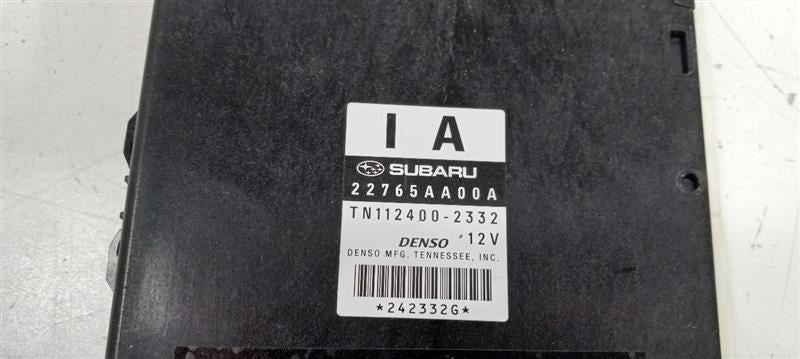 I A
SUBARU
22765AA00A
TN112400-2332
DENSO 12V
DENSO MFG. TENNESSEE, INC.
*242332G*